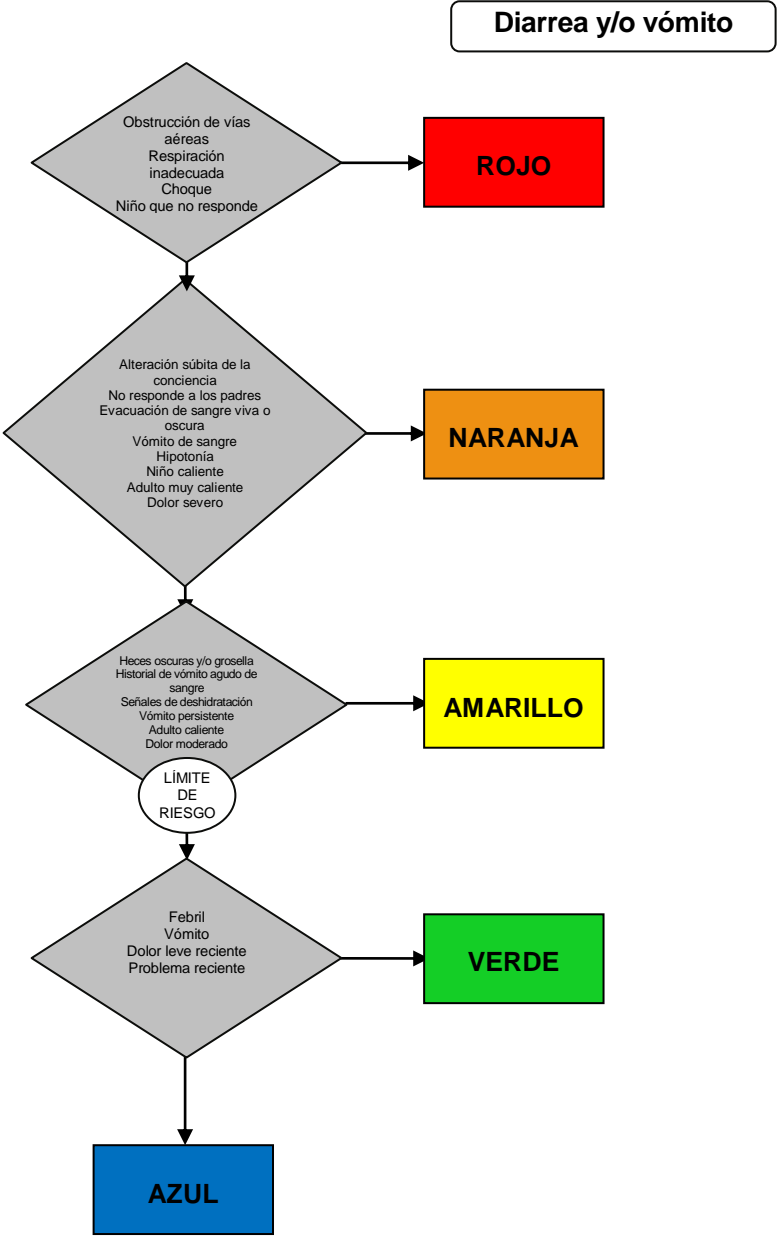 Diarrea y/o vómito
Obstrucción de vías
aéreas
Respiración
inadecuada
Choque
Niño que no responde
ROJO
Alteración súbita de la
conciencia
No responde a los padres
Evacuación de sangre viva o
oscura
Vómito de sangre
Hipotonía
Niño caliente
Adulto muy caliente
Dolor severo
NARANJA
Heces oscuras y/o grosella
Historial de vómito agudo de
sangre
Señales de deshidratación
Vómito persistente
Adulto caliente
Dolor moderado
AMARILLO
LÍMITE
DE
RIESGO
Febril
Vómito
Dolor leve reciente
Problema reciente
VERDE
AZUL